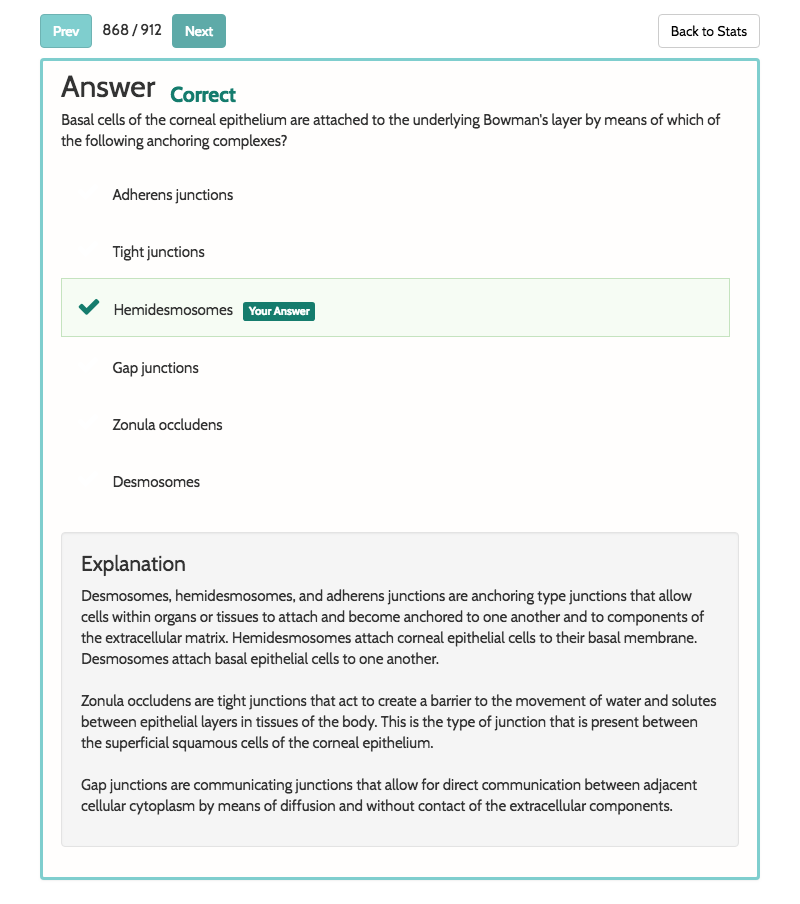 Prev 868 / 912 Next Back to Stats
Answer Correct
Basal cells of the corneal epithelium are attached to the underlying Bowman's layer by means of which of
the following anchoring complexes?
Adherens junctions
Tight junctions
Hemidesmosomes Your Answer
Gap junctions
Zonula occludens
Desmosomes
Explanation
Desmosomes, hemidesmosomes, and adherens junctions are anchoring type junctions that allow
cells within organs or tissues to attach and become anchored to one another and to components of
the extracellular matrix. Hemidesmosomes attach corneal epithelial cells to their basal membrane.
Desmosomes attach basal epithelial cells to one another.
Zonula occludens are tight junctions that act to create a barrier to the movement of water and solutes
between epithelial layers in tissues of the body. This is the type of junction that is present between
the superficial squamous cells of the corneal epithelium.
Gap junctions are communicating junctions that allow for direct communication between adjacent
cellular cytoplasm by means of diffusion and without contact of the extracellular components.